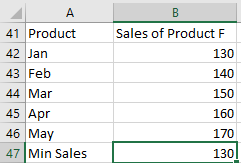 A B
41 Product Sales of Product F
42 Jan 130
43 Feb 140
44 Mar 150
45 Apr 160
46 May 170
47 Min Sales 130